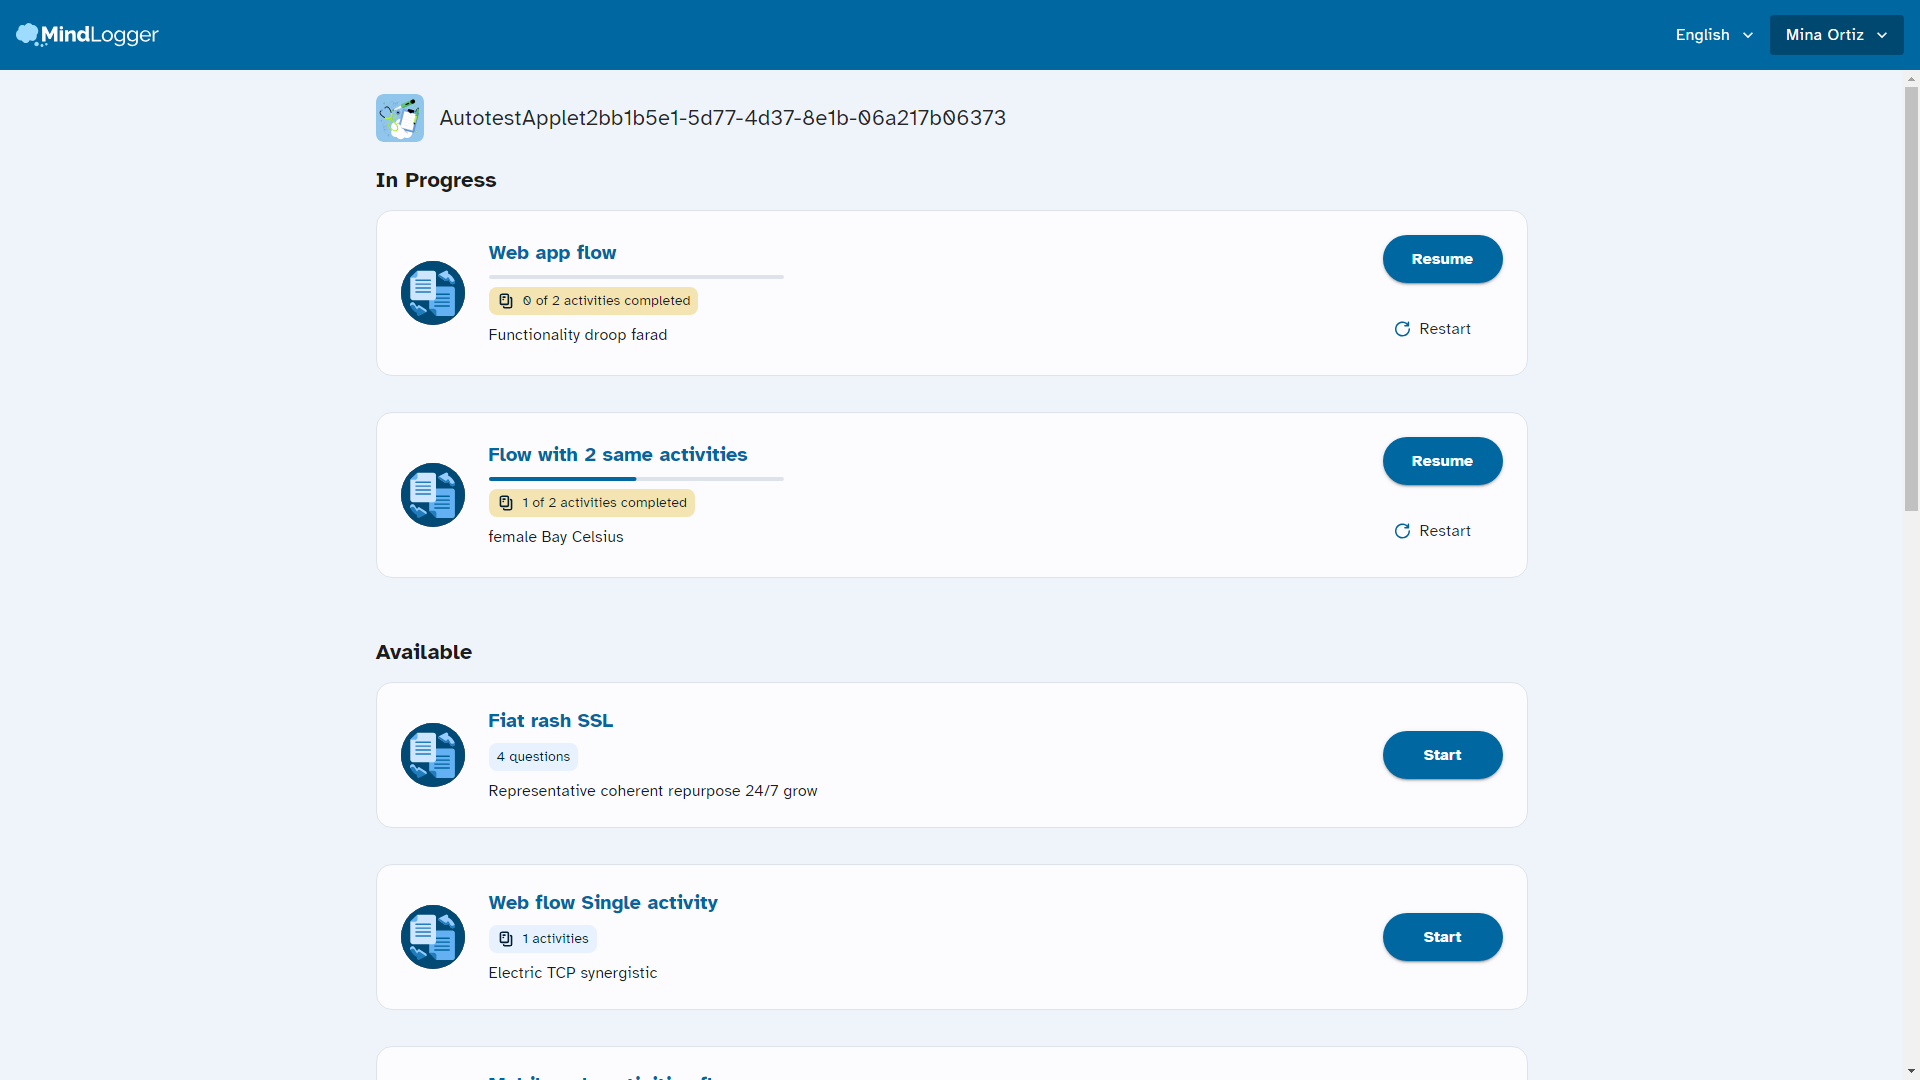 MindLogger
English
Mina Ortiz
AutotestApplet2bb1b5e1-5d77-4d37-8e1b-06a217b06373
In Progress
Web app flow
0 of 2 activities completed
Functionality droop farad
Resume
Restart
Flow with 2 same activities
1 of 2 activities completed
female Bay Celsius
Resume
Restart
Available
Fiat rash SSL
4 questions
Representative coherent repurpose 24/7 grow
Start
Web flow Single activity
1 activities
Electric TCP synergistic
Start